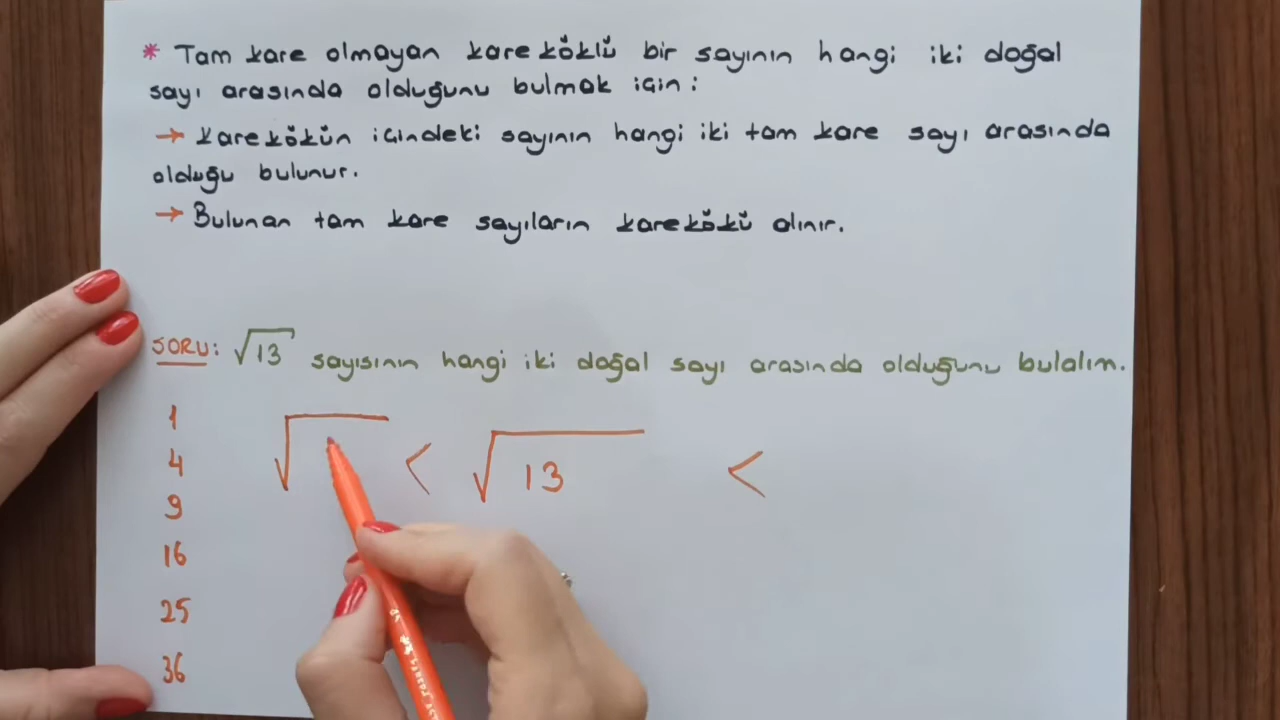 * Tam kare olmayan kareköklü bir sayının hangi iki doğal
sayı arasında olduğunu bulmak için:
→ Karekökün içindeki sayının hangi iki tam kare sayı arasında
olduğu bulunur.
→ Bulunan tam kare sayıların karekökü alınır.
SORU: √13 sayısının hangi iki doğal sayı arasında olduğunu bulalım.
1
√ < √13 <
4
9
16
25
36